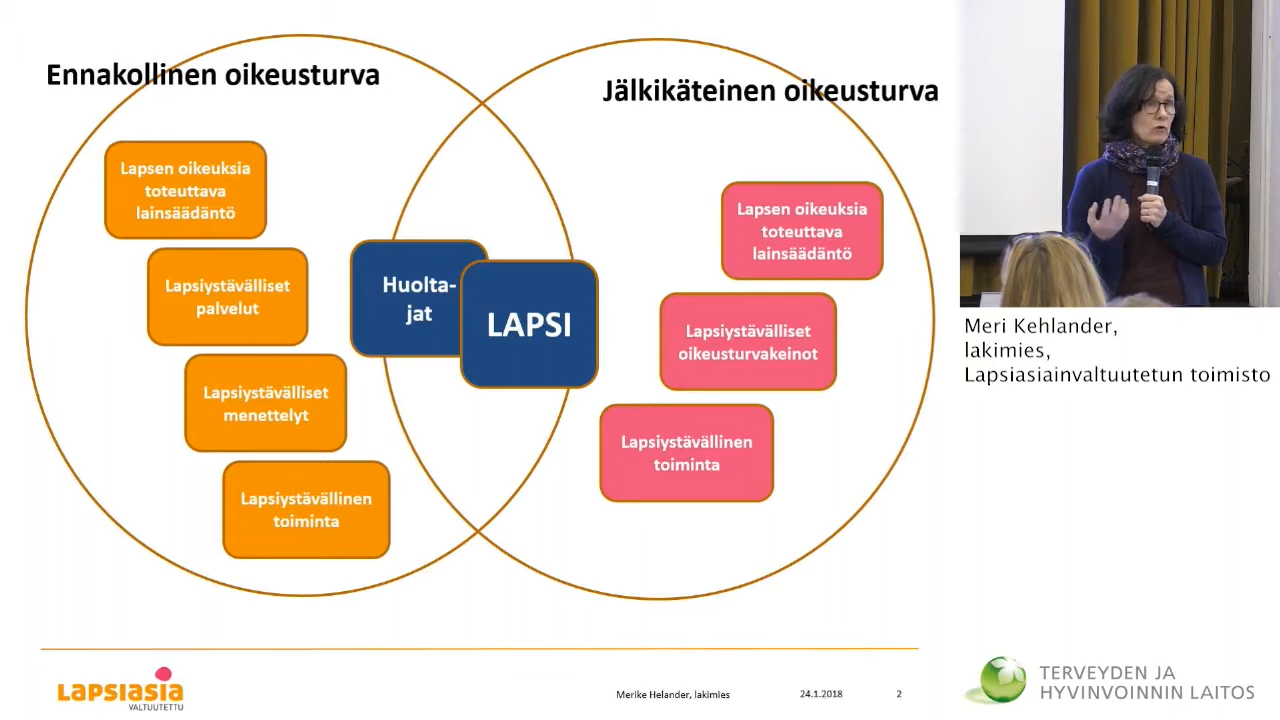 Ennakollinen oikeusturva
Jälkikäteinen oikeusturva
Lapsen oikeuksia
toteuttava
lainsäädäntö
Lapsiystävälliset
palvelut
Lapsiystävälliset
menettelyt
Lapsiystävällinen
toiminta
Huolta-
jat
LAPSI
Lapsen oikeuksia
toteuttava
lainsäädäntö
Lapsiystävälliset
oikeusturvakeinot
Lapsiystävällinen
toiminta
Meri Kehlander,
lakimies,
Lapsiasiainvaltuutetun toimisto
LAPSIASIA
VALTUUTETTU
Merike Helander, lakimies
24.1.2018
2
TERVEYDEN JA
HYVINVOINNIN LAITOS